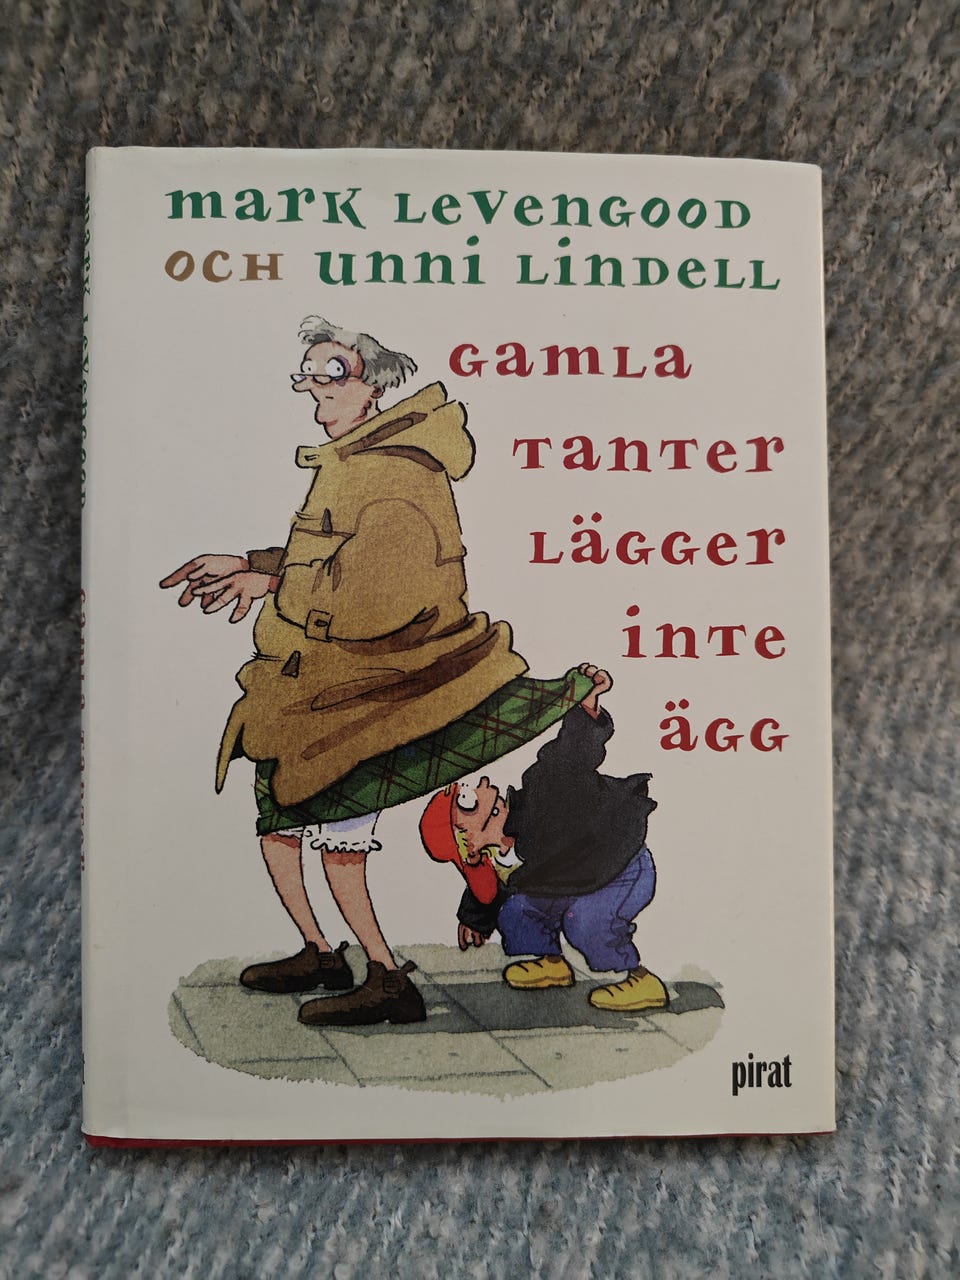 mark Levengood
och unni Lindell
Gamla
Tanter
Lägger
inte
ägg
pirat